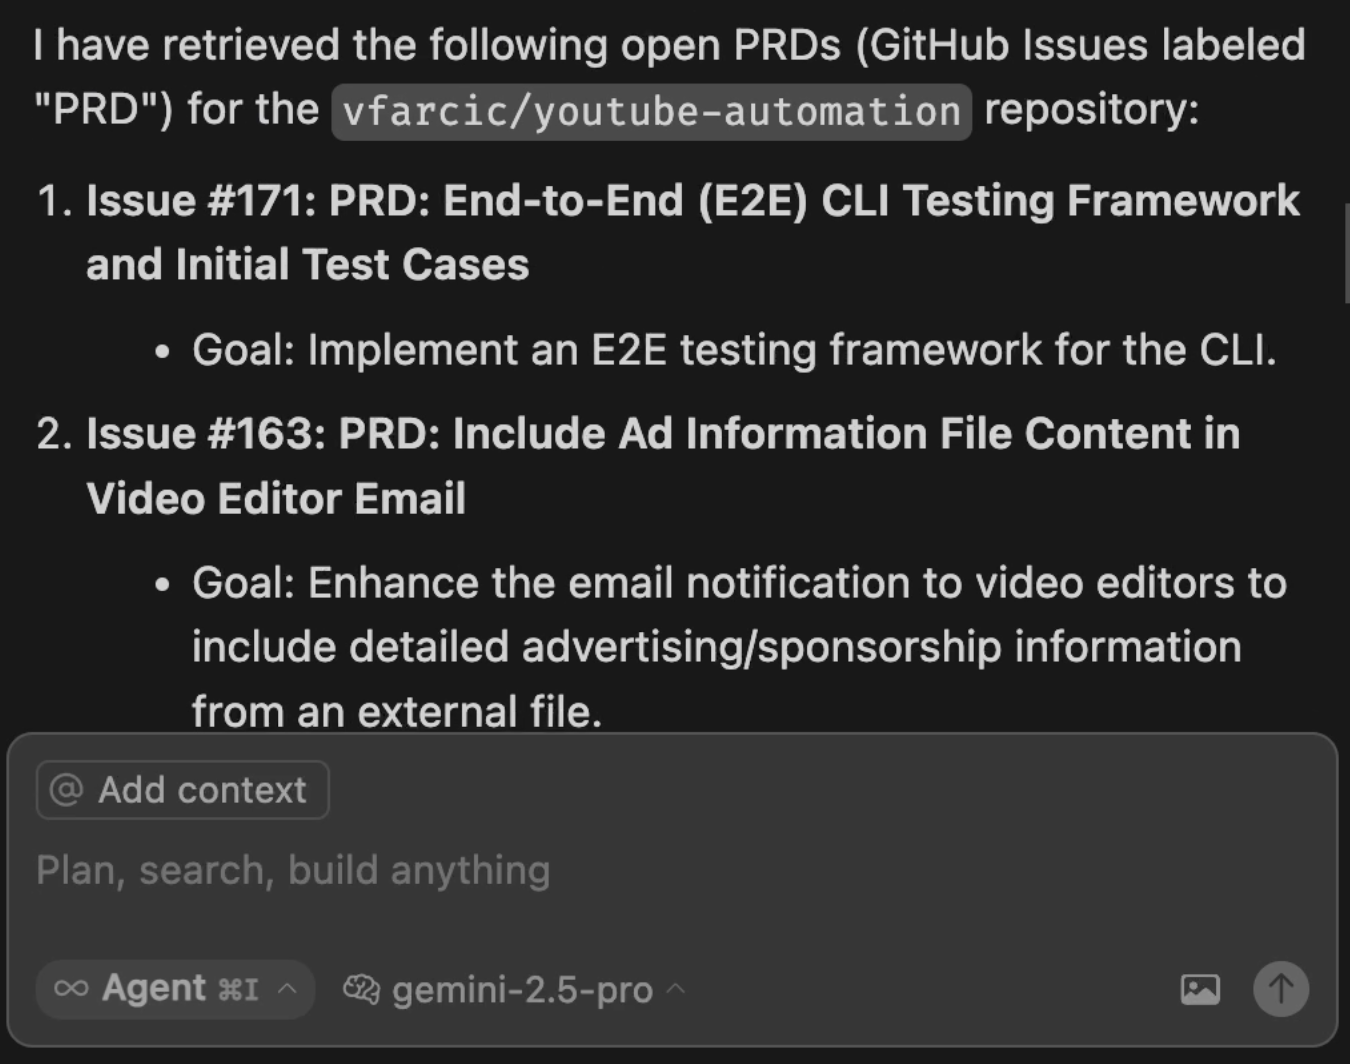 I have retrieved the following open PRDs (GitHub Issues labeled
"PRD") for the vfarcic/youtube-automation repository:
1. Issue #171: PRD: End-to-End (E2E) CLI Testing Framework
and Initial Test Cases
• Goal: Implement an E2E testing framework for the CLI.
2. Issue #163: PRD: Include Ad Information File Content in
Video Editor Email
• Goal: Enhance the email notification to video editors to
include detailed advertising/sponsorship information
from an external file.
@ Add context
Plan, search, build anything
∞ Agent ⌘I gemini-2.5-pro